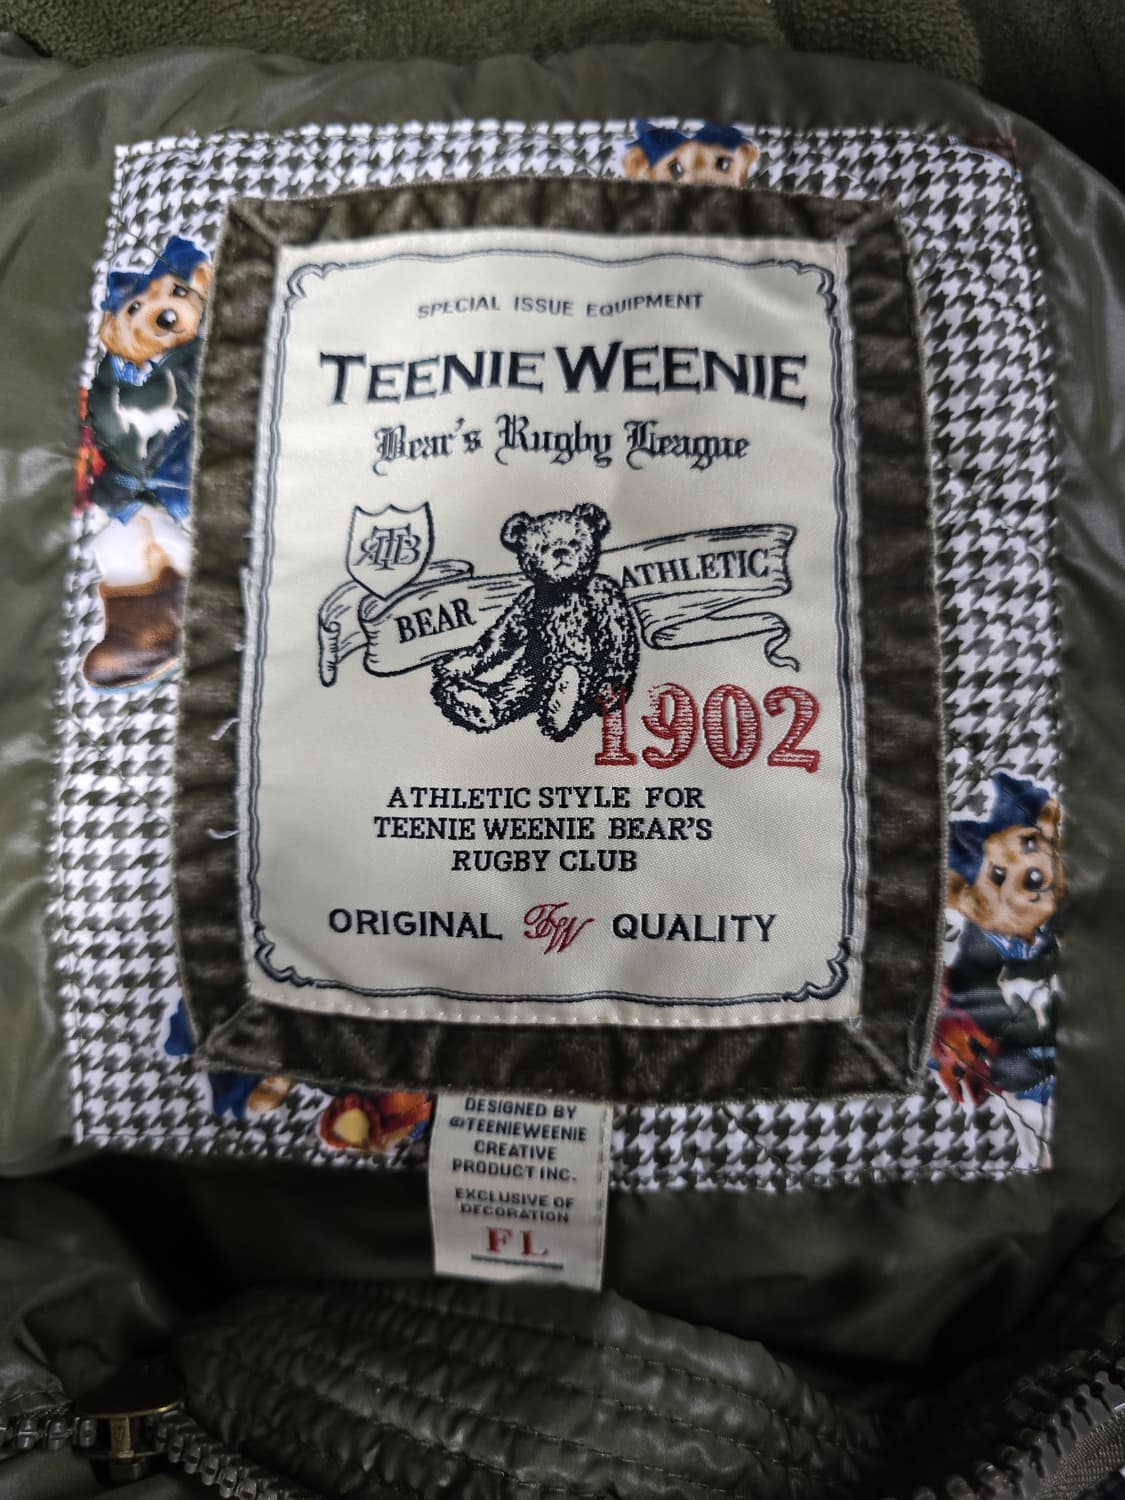 SPECIAL ISSUE EQUIPMENT
TEENIE WEENIE
Bear's Rugby League
BEAR
ATHLETIC
1902
ATHLETIC STYLE FOR
TEENIE WEENIE BEAR'S
RUGBY CLUB
ORIGINAL TW QUALITY
DESIGNED BY
@TEENIEWEENIE
CREATIVE
PRODUCT INC.
EXCLUSIVE OF
DECORATION
FL